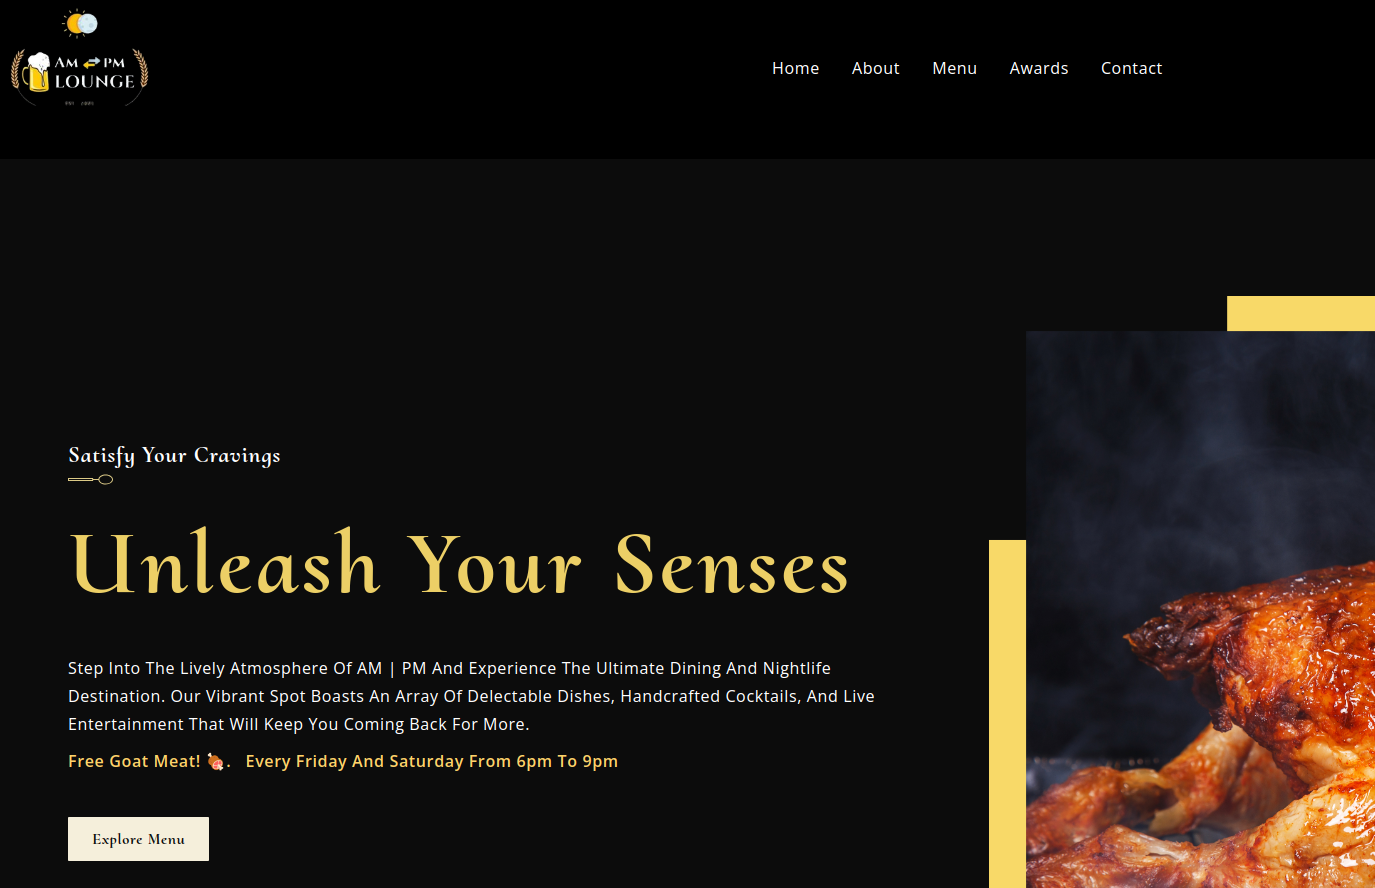 AM PM
LOUNGE
Home About Menu Awards Contact
Satisfy Your Cravings
Unleash Your Senses
Step Into The Lively Atmosphere Of AM | PM And Experience The Ultimate Dining And Nightlife
Destination. Our Vibrant Spot Boasts An Array Of Delectable Dishes, Handcrafted Cocktails, And Live
Entertainment That Will Keep You Coming Back For More.
Free Goat Meat! 🍖. Every Friday And Saturday From 6pm To 9pm
Explore Menu